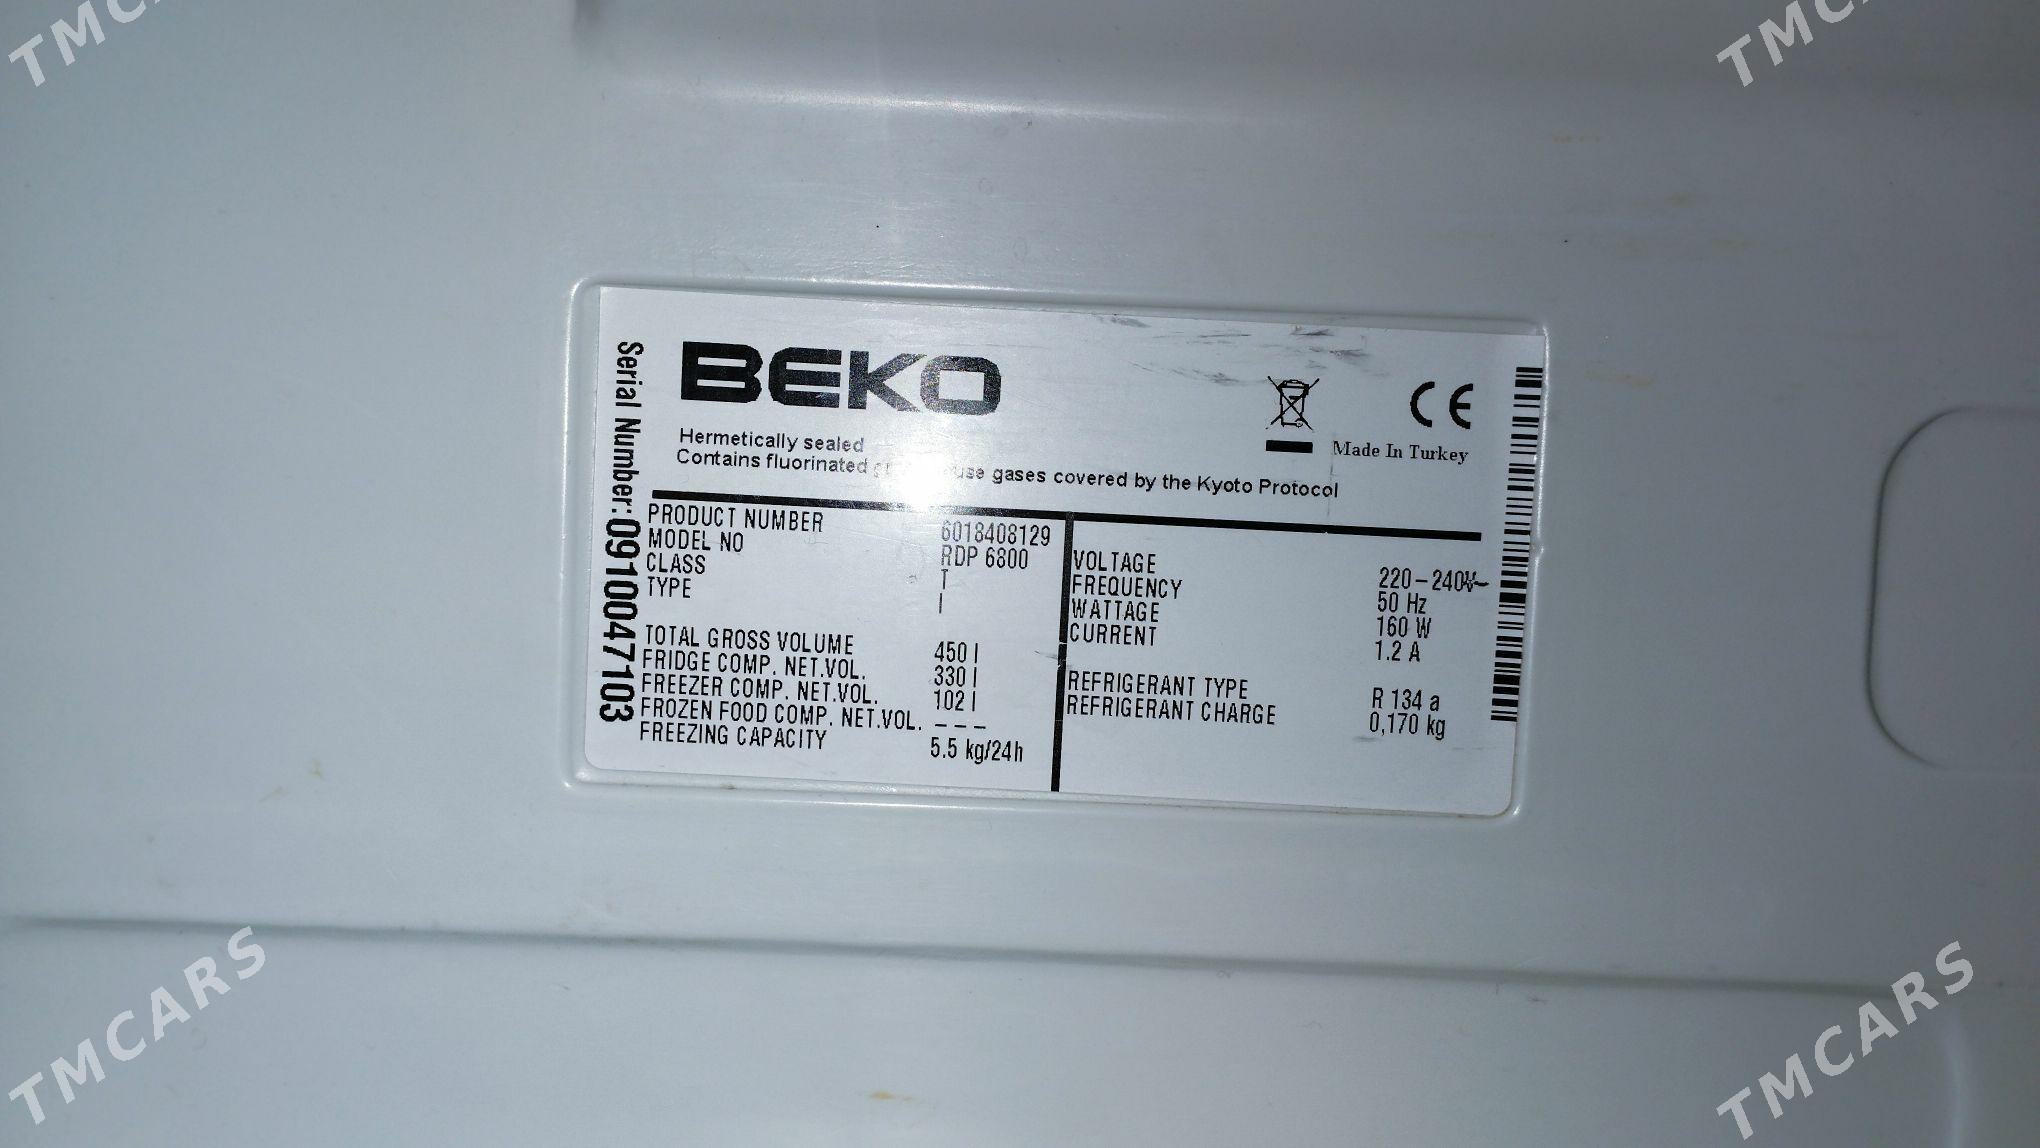 TMCARS
TMCARS
BEKO
CE
Made In Turkey
Hermetically sealed
Contains fluorinated gases covered by the Kyoto Protocol
Serial Number: 0910047103
PRODUCT NUMBER 6018408129
MODEL NO RDP 6800
CLASS T
TYPE I
TOTAL GROSS VOLUME 450 l
FRIDGE COMP. NET.VOL. 330 l
FREEZER COMP. NET.VOL. 102 l
FROZEN FOOD COMP. NET.VOL. ---
FREEZING CAPACITY 5.5 kg/24h
VOLTAGE 220-240V~
FREQUENCY 50 Hz
WATTAGE 160 W
CURRENT 1.2 A
REFRIGERANT TYPE R 134 a
REFRIGERANT CHARGE 0,170 kg
TMCARS
TMCARS